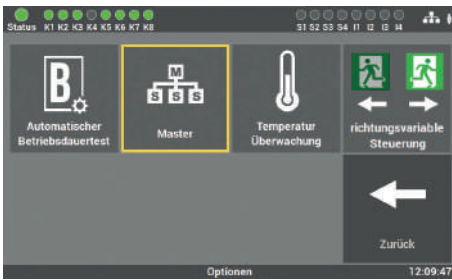 Status K1 K2 K3 K4 K5 K6 K7 K8 S1 S2 S3 S4 I1 I2 I3 I4
B
M
S S S
Automatischer
Betriebsdauertest
Master
Temperatur
Überwachung
richtungsvariable
Steuerung
Zurück
Optionen 12:09:47